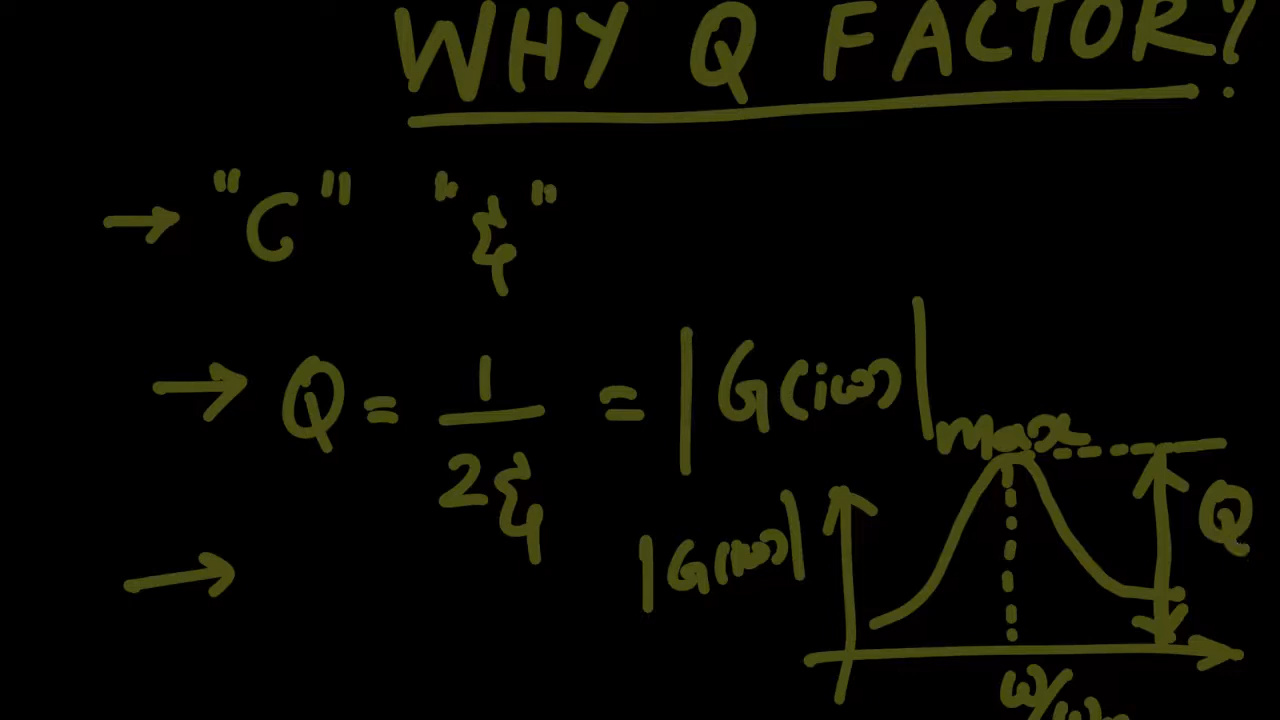 WHY Q FACTOR?
→ "C" "ξ"
→ Q = 1/2ξ = |G(iω)|max
→
|G(iω)|
Q
ω/ωn